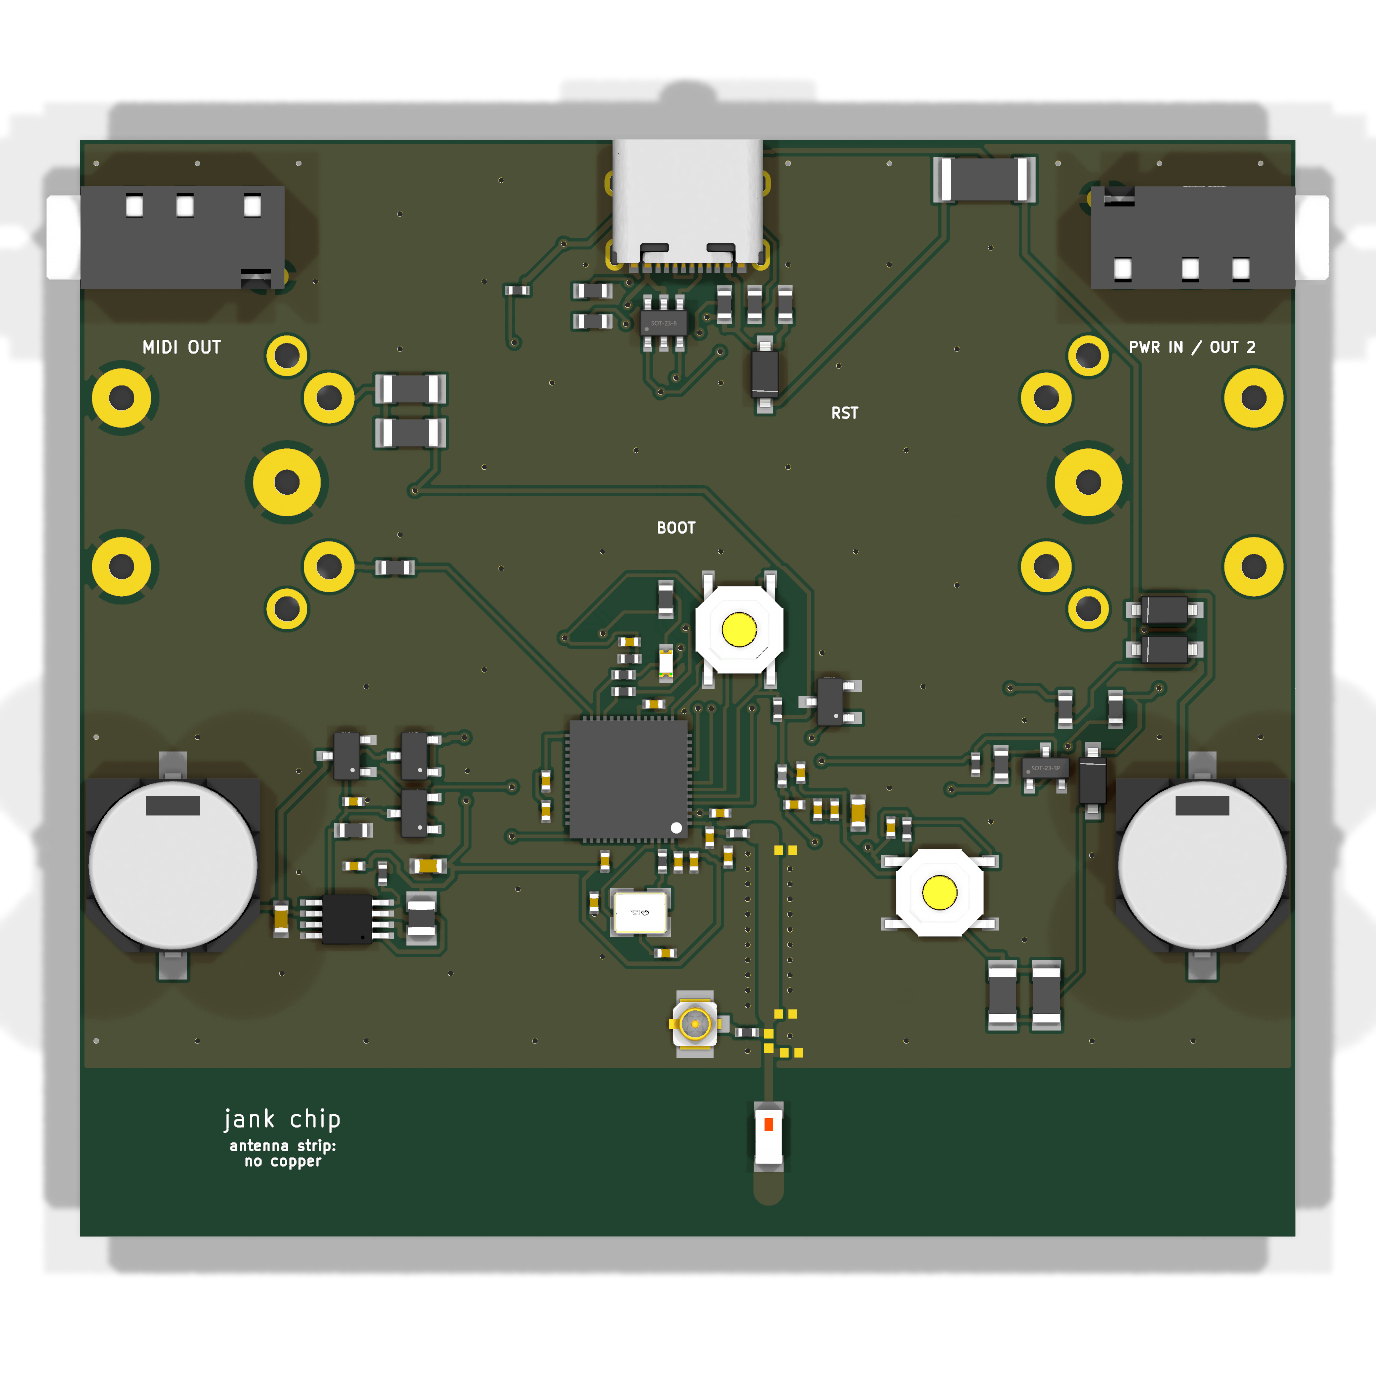 MIDI OUT
PWR IN / OUT 2
RST
BOOT
jank chip
antenna strip:
no copper